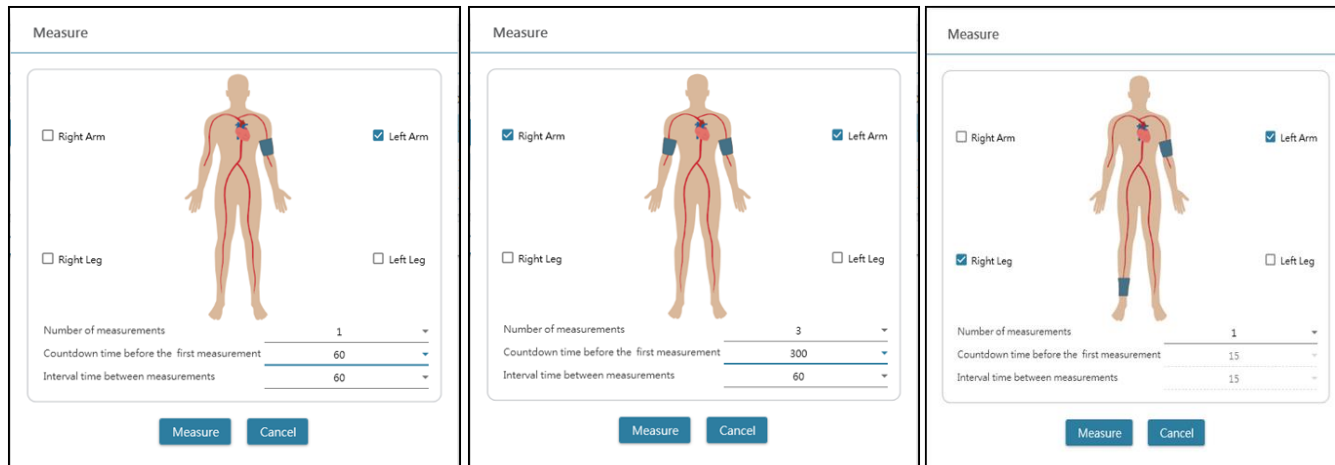 Measure
Right Arm
Left Arm
Right Leg
Left Leg
Number of measurements 1
Countdown time before the first measurement 60
Interval time between measurements 60
Measure Cancel
Measure
Right Arm
Left Arm
Right Leg
Left Leg
Number of measurements 3
Countdown time before the first measurement 300
Interval time between measurements 60
Measure Cancel
Measure
Right Arm
Left Arm
Right Leg
Left Leg
Number of measurements 1
Countdown time before the first measurement 15
Interval time between measurements 15
Measure Cancel